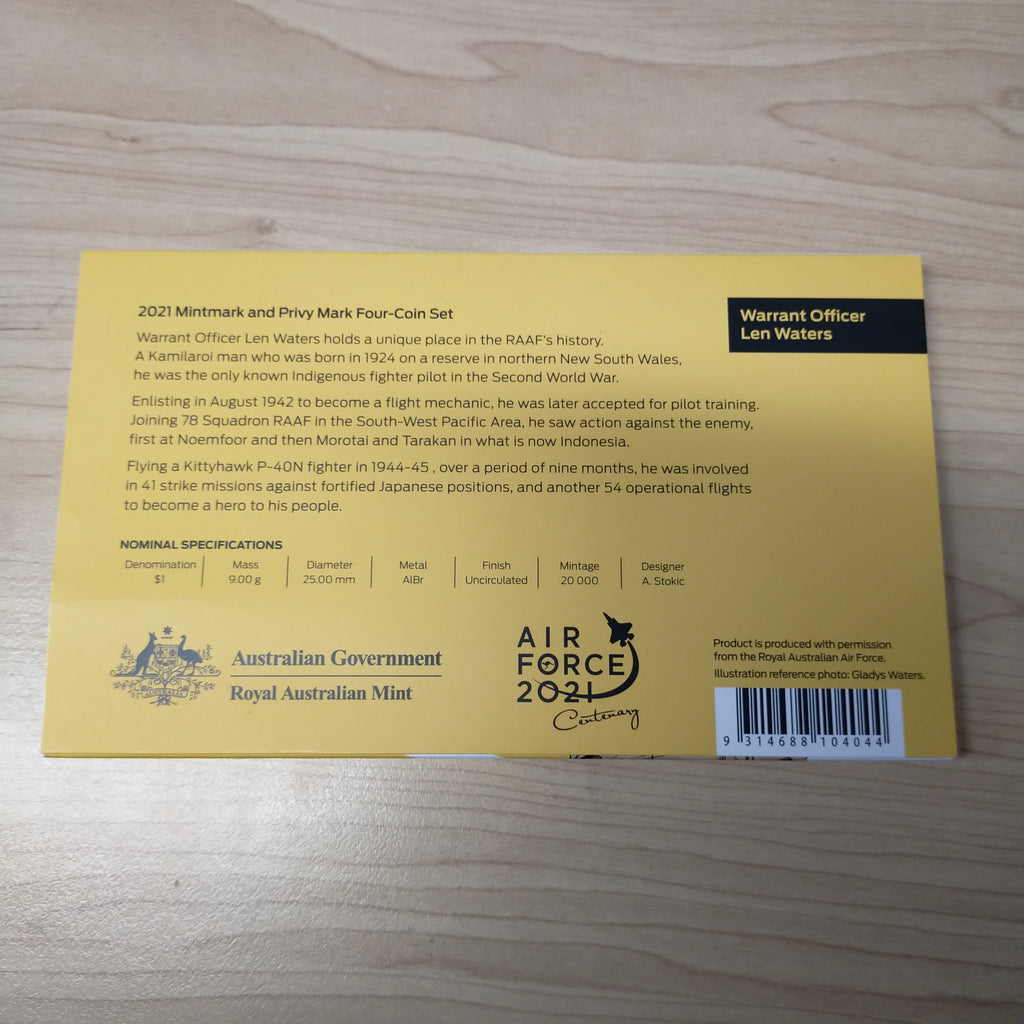 2021 Mintmark and Privy Mark Four-Coin Set
Warrant Officer Len Waters holds a unique place in the RAAF's history.
A Kamilaroi man who was born in 1924 on a reserve in northern New South Wales,
he was the only known Indigenous fighter pilot in the Second World War.
Enlisting in August 1942 to become a flight mechanic, he was later accepted for pilot training.
Joining 78 Squadron RAAF in the South-West Pacific Area, he saw action against the enemy,
first at Noemfoor and then Morotai and Tarakan in what is now Indonesia.
Flying a Kittyhawk P-40N fighter in 1944-45 , over a period of nine months, he was involved
in 41 strike missions against fortified Japanese positions, and another 54 operational flights
to become a hero to his people.
Warrant Officer
Len Waters
NOMINAL SPECIFICATIONS
Denomination Mass Diameter Metal Finish Mintage Designer
$1 9.00 g 25.00 mm AlBr Uncirculated 20 000 A. Stokic
AUSTRALIA
Australian Government
Royal Australian Mint
AIR
FORCE
2021
Centenary
Product is produced with permission
from the Royal Australian Air Force.
Illustration reference photo: Gladys Waters.
9 314688 104044